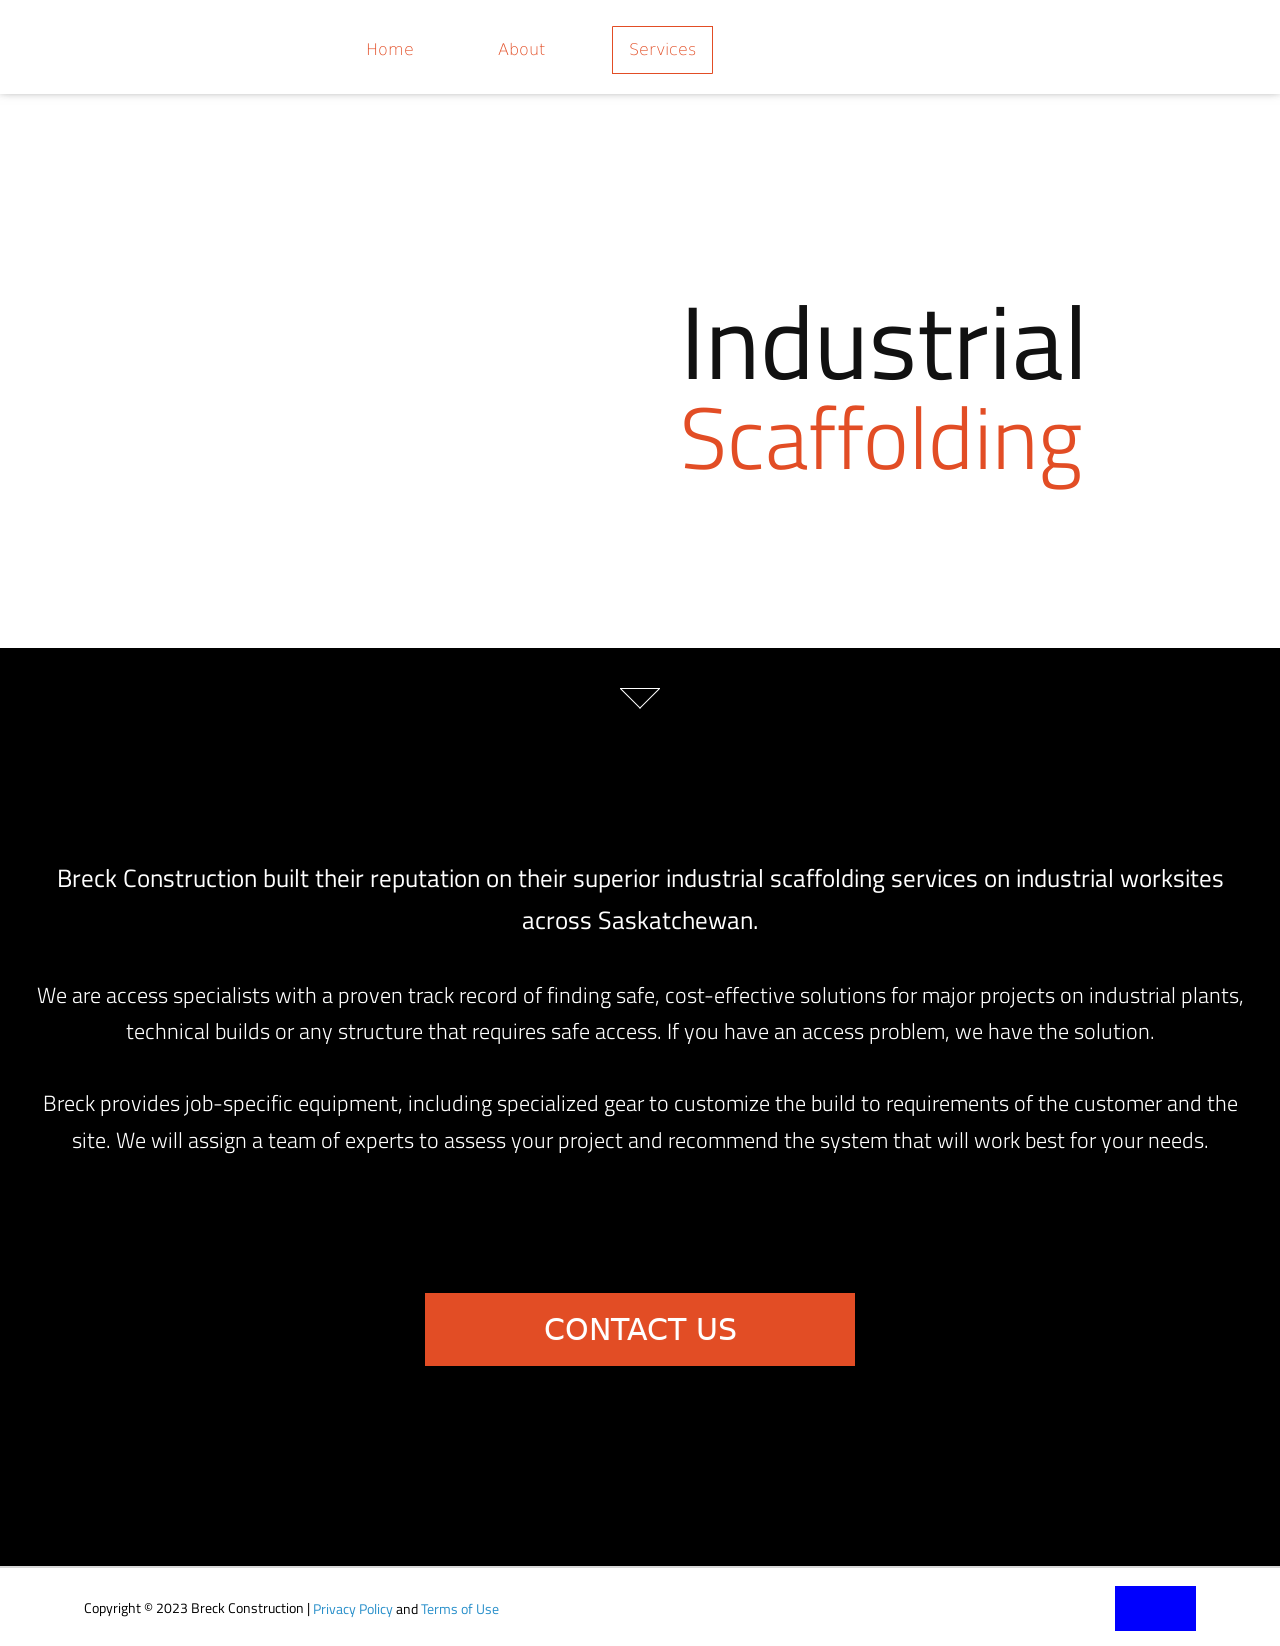 Home About Services
Industrial
Scaffolding
Breck Construction built their reputation on their superior industrial scaffolding services on industrial worksites
across Saskatchewan.
We are access specialists with a proven track record of finding safe, cost-effective solutions for major projects on industrial plants,
technical builds or any structure that requires safe access. If you have an access problem, we have the solution.
Breck provides job-specific equipment, including specialized gear to customize the build to requirements of the customer and the
site. We will assign a team of experts to assess your project and recommend the system that will work best for your needs.
CONTACT US
Copyright © 2023 Breck Construction | Privacy Policy and Terms of Use